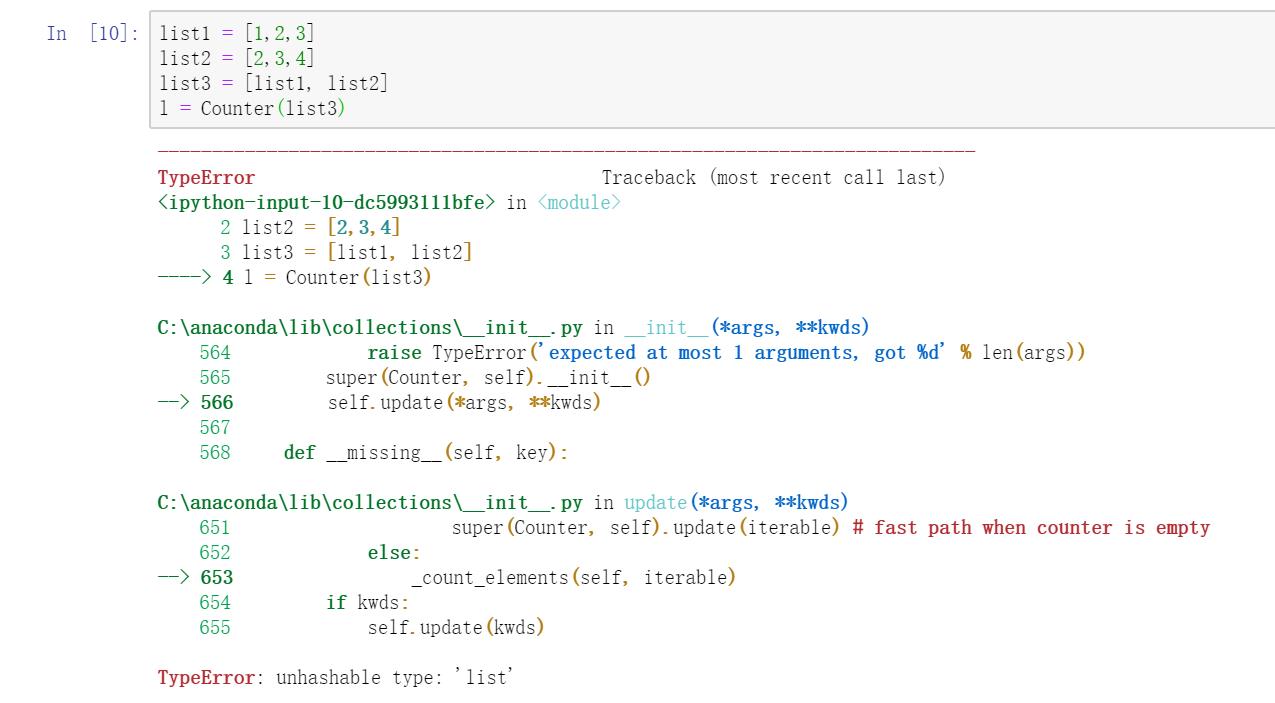 In [10]: list1 = [1,2,3]
list2 = [2,3,4]
list3 = [list1, list2]
l = Counter(list3)
---------------------------------------------------------------------------
TypeError                                 Traceback (most recent call last)
<ipython-input-10-dc5993111bfe> in <module>
      2 list2 = [2,3,4]
      3 list3 = [list1, list2]
----> 4 l = Counter(list3)

C:\anaconda\lib\collections\__init__.py in __init__(*args, **kwds)
    564             raise TypeError('expected at most 1 arguments, got %d' % len(args))
    565         super(Counter, self).__init__()
--> 566         self.update(*args, **kwds)
    567
    568     def __missing__(self, key):

C:\anaconda\lib\collections\__init__.py in update(*args, **kwds)
    651                     super(Counter, self).update(iterable) # fast path when counter is empty
    652             else:
--> 653                 _count_elements(self, iterable)
    654         if kwds:
    655             self.update(kwds)

TypeError: unhashable type: 'list'